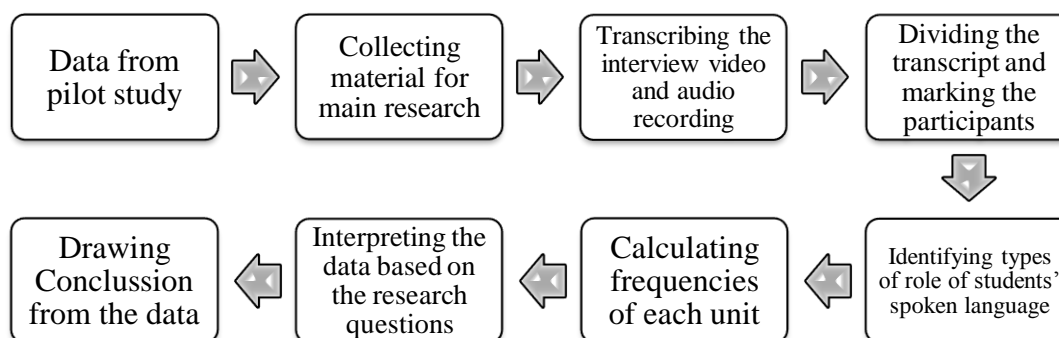 Data from
pilot study
Collecting
material for
main research
Transcribing the
interview video
and audio
recording
Dividing the
transcript and
marking the
participants
Identifying types
of role of students'
spoken language
Calculating
frequencies
of each unit
Interpreting the
data based on
the research
questions
Drawing
Conclussion
from the data